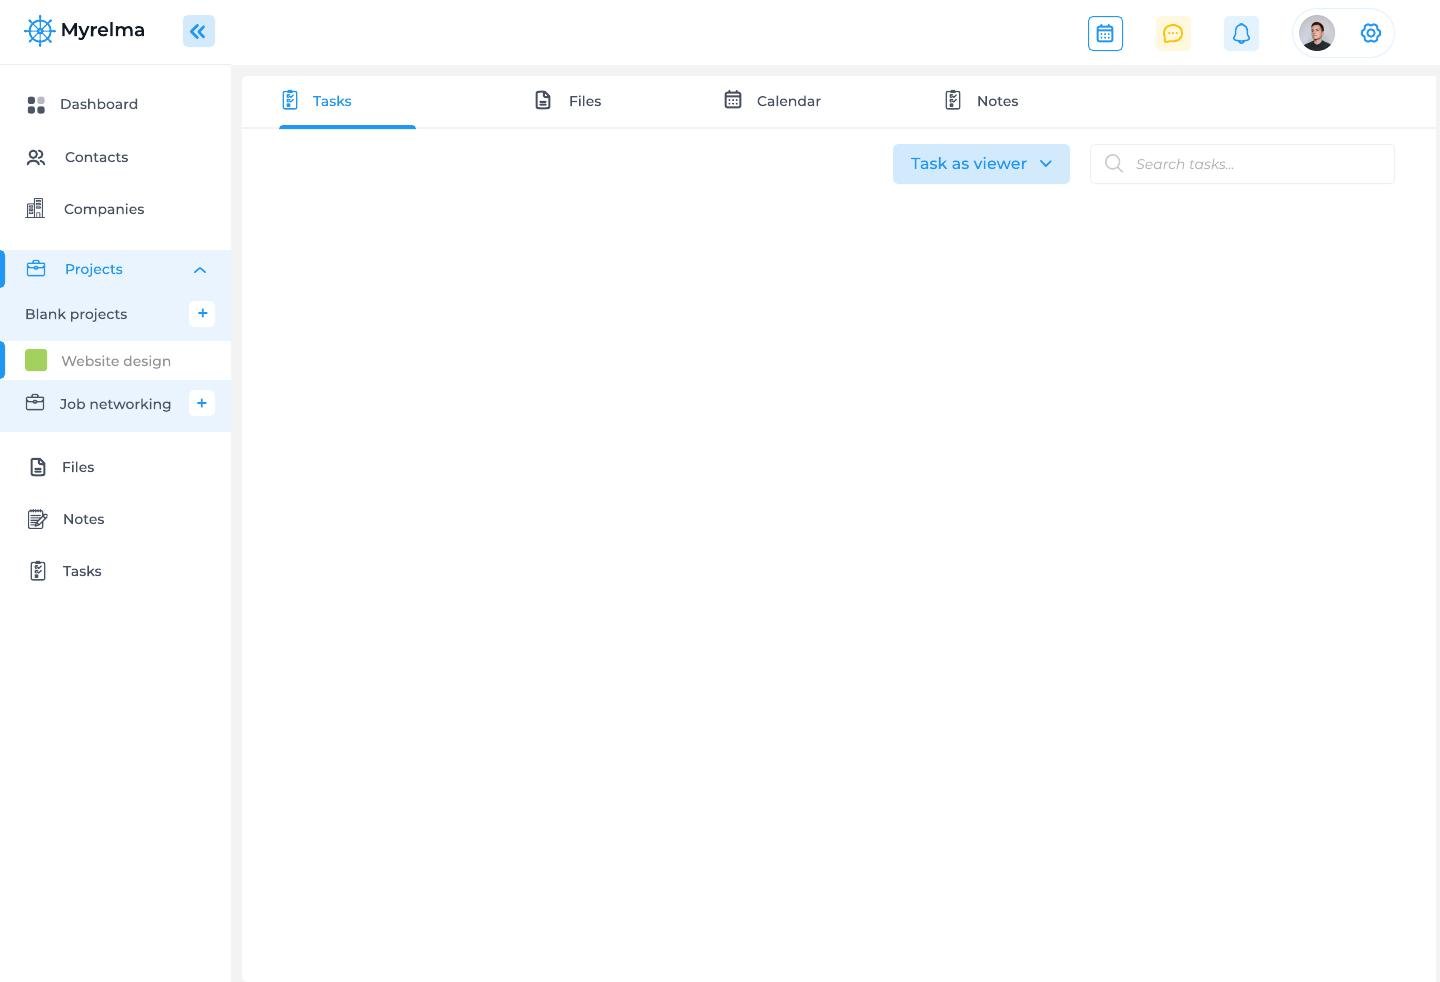 Myrelma
Dashboard
Contacts
Companies
Projects
Blank projects
Website design
Job networking
Files
Notes
Tasks
Tasks
Files
Calendar
Notes
Task as viewer
Search tasks...